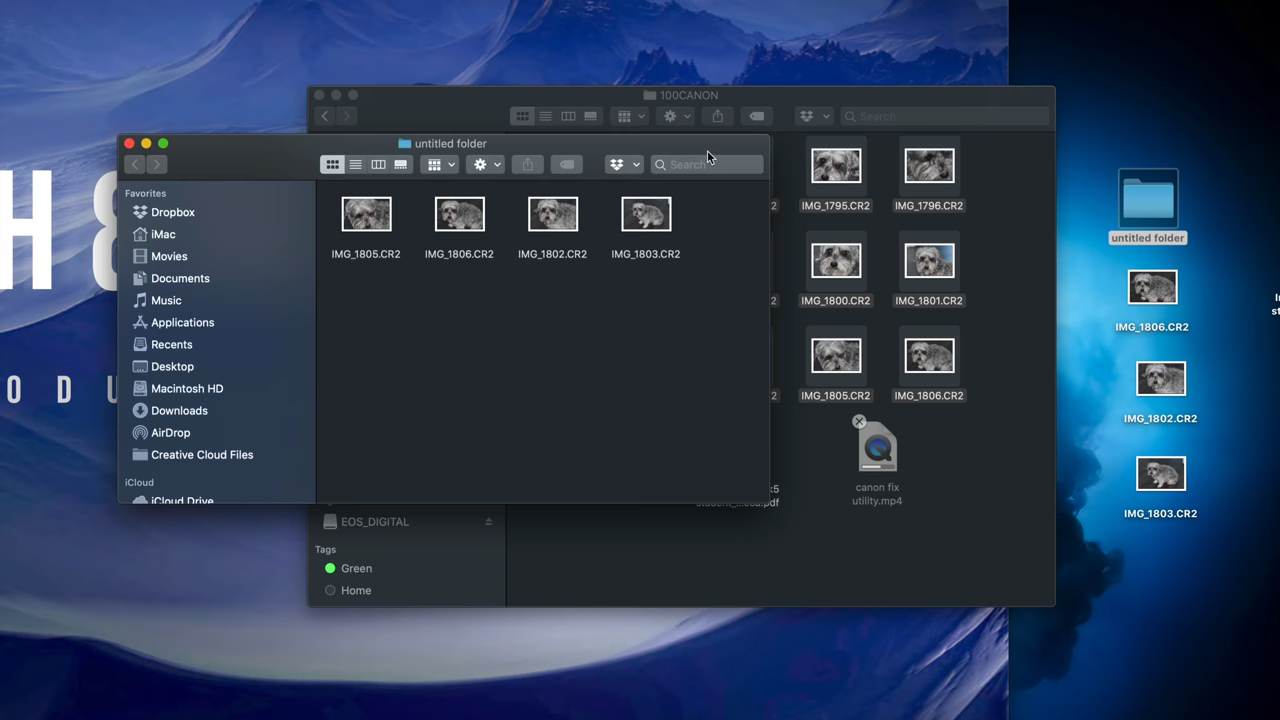 100CANON
Search
untitled folder
Search
Favorites
Dropbox
iMac
Movies
Documents
Music
Applications
Recents
Desktop
Macintosh HD
Downloads
AirDrop
Creative Cloud Files
iCloud
iCloud Drive
IMG_1805.CR2
IMG_1806.CR2
IMG_1802.CR2
IMG_1803.CR2
IMG_1795.CR2
IMG_1796.CR2
IMG_1800.CR2
IMG_1801.CR2
IMG_1805.CR2
IMG_1806.CR2
canon fix
utility.mp4
EOS_DIGITAL
Tags
Green
Home
untitled folder
IMG_1806.CR2
IMG_1802.CR2
IMG_1803.CR2